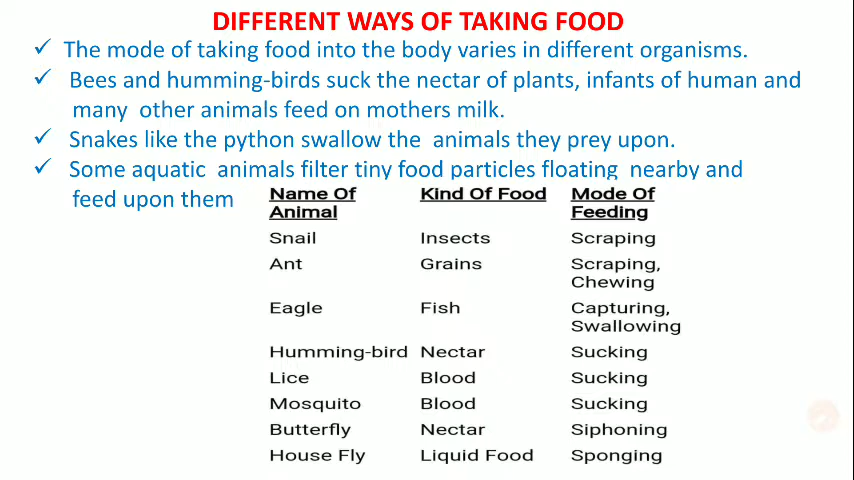 DIFFERENT WAYS OF TAKING FOOD
✓ The mode of taking food into the body varies in different organisms.
✓ Bees and humming-birds suck the nectar of plants, infants of human and
many other animals feed on mothers milk.
✓ Snakes like the python swallow the animals they prey upon.
✓ Some aquatic animals filter tiny food particles floating nearby and
feed upon them
Name Of Animal Kind Of Food Mode Of Feeding
Snail Insects Scraping
Ant Grains Scraping, Chewing
Eagle Fish Capturing, Swallowing
Humming-bird Nectar Sucking
Lice Blood Sucking
Mosquito Blood Sucking
Butterfly Nectar Siphoning
House Fly Liquid Food Sponging